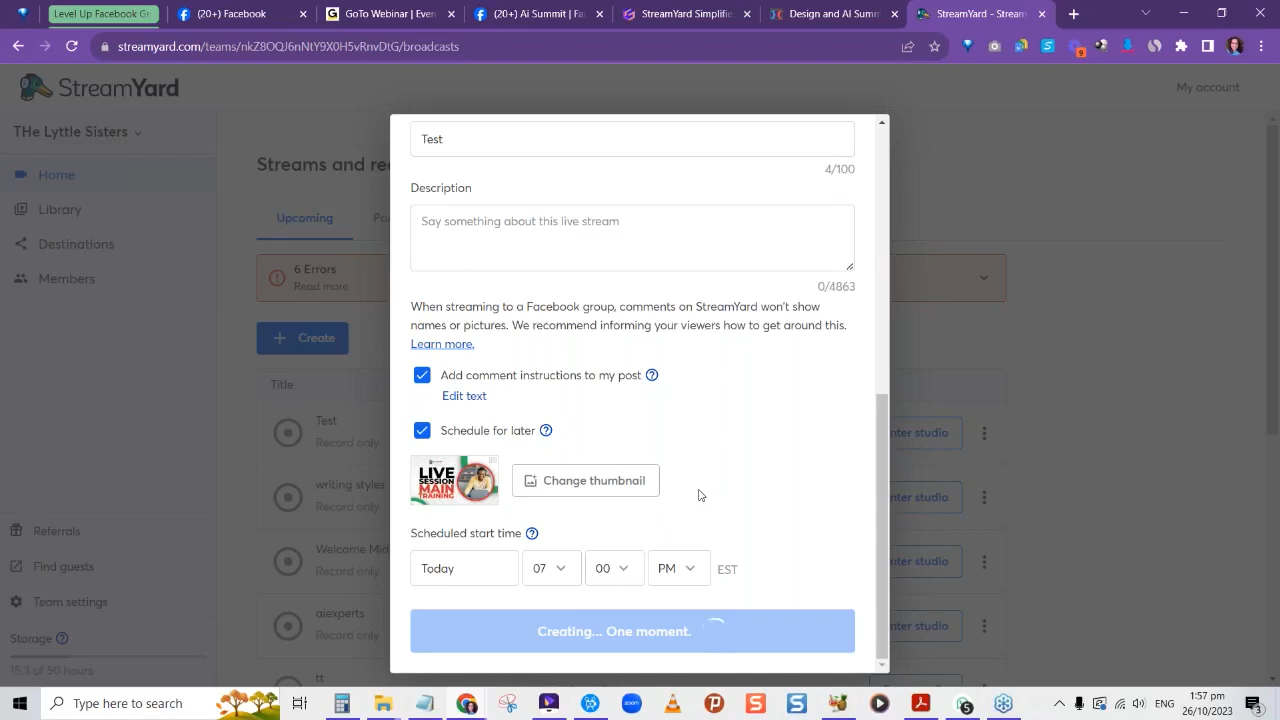 Level Up Facebook Gr
(20+) Facebook
GoTo Webinar | Even
(20+) AI Summit | Fac
StreamYard Simplifie
Design and AI Summ
StreamYard - Stream
streamyard.com/teams/nkZ8OQJ6nNtY9X0H5vRnvDtG/broadcasts
9
StreamYard
My account
THe Lyttle Sisters
Home
Library
Destinations
Members
Referrals
Find guests
Team settings
Storage
15.3 of 50 hours
Streams and re
Upcoming
6 Errors
Read more
Create
Title
Test
Record only
nter studio
writing styles
Record only
nter studio
Welcome Mid
Record only
nter studio
aiexperts
Record only
nter studio
tt
Test
4/100
Description
Say something about this live stream
0/4863
When streaming to a Facebook group, comments on StreamYard won't show
names or pictures. We recommend informing your viewers how to get around this.
Learn more.
Add comment instructions to my post
Edit text
Schedule for later
LIVE
SESSION
MAIN
TRAINING
Change thumbnail
Scheduled start time
Today
07
00
PM
EST
Creating... One moment.
Type here to search
zoom
5
1:57 pm
26/10/2023
3